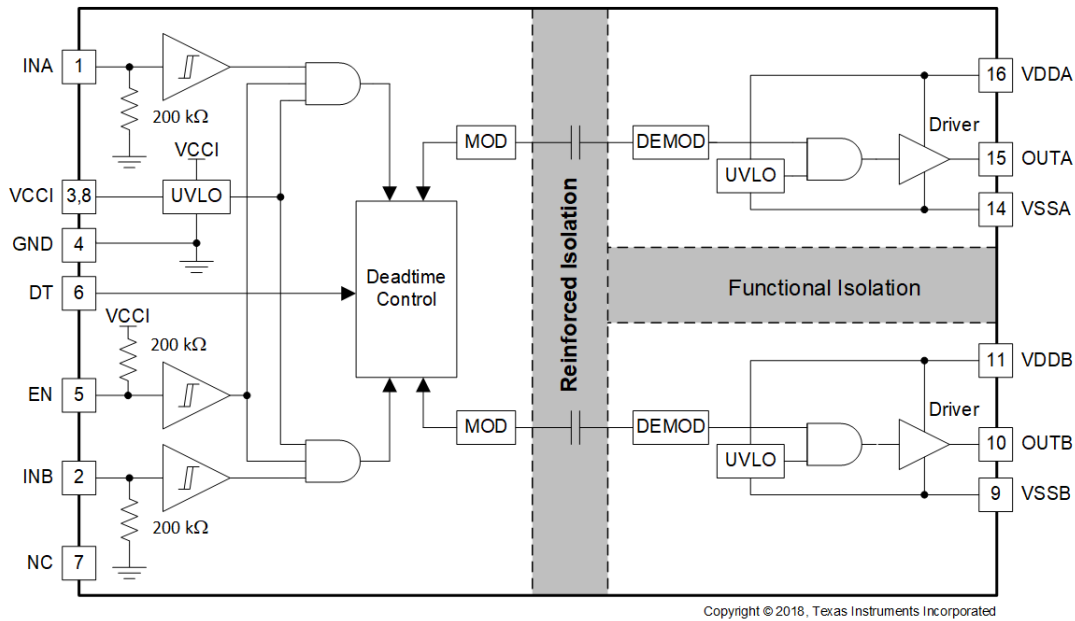 INA 1
200 kΩ
VCCI
VCCI 3,8
UVLO
GND 4
DT 6
VCCI
200 kΩ
EN 5
INB 2
200 kΩ
NC 7
Deadtime
Control
MOD
MOD
Reinforced Isolation
Functional Isolation
DEMOD
UVLO
Driver
16 VDDA
15 OUTA
14 VSSA
DEMOD
UVLO
Driver
11 VDDB
10 OUTB
9 VSSB
Copyright © 2018, Texas Instruments Incorporated